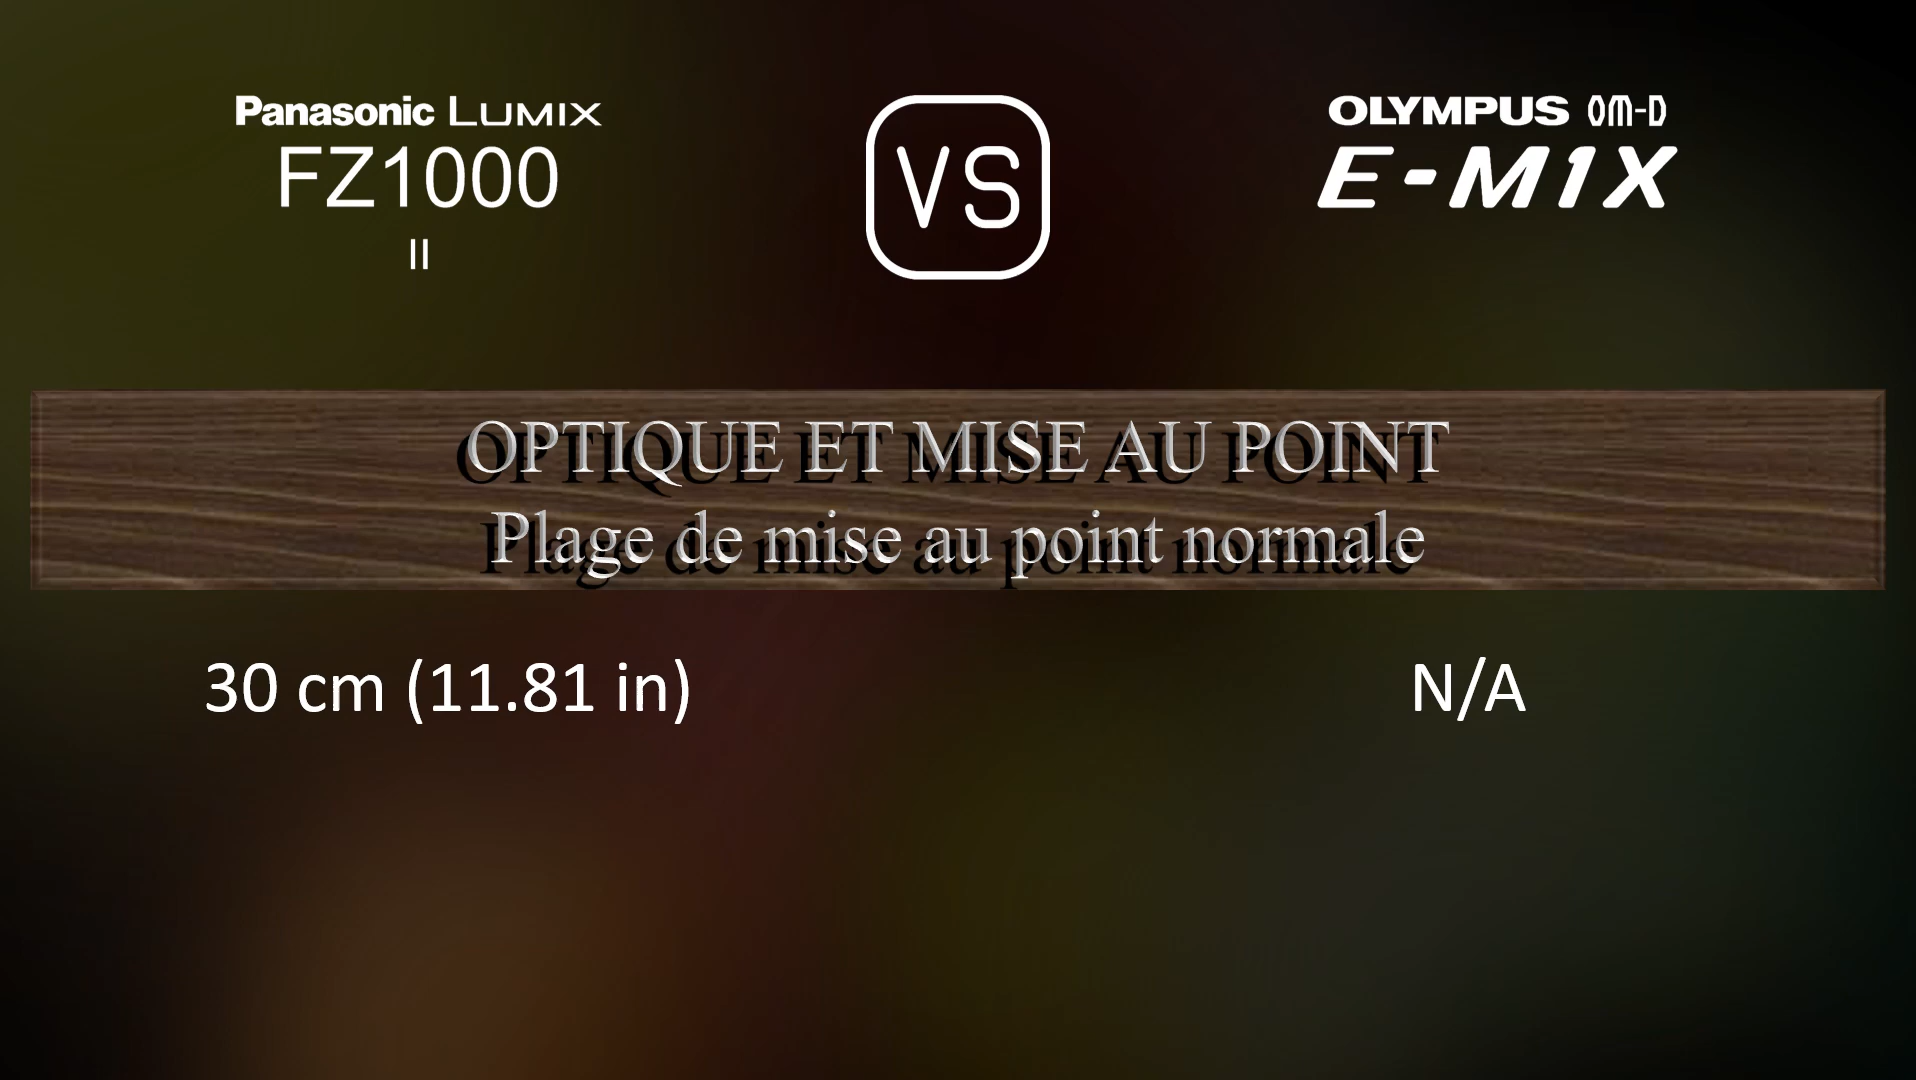 Panasonic LUMIX
FZ1000
II
VS
OLYMPUS OM-D
E-M1X
OPTIQUE ET MISE AU POINT
Plage de mise au point normale
30 cm (11.81 in)
N/A